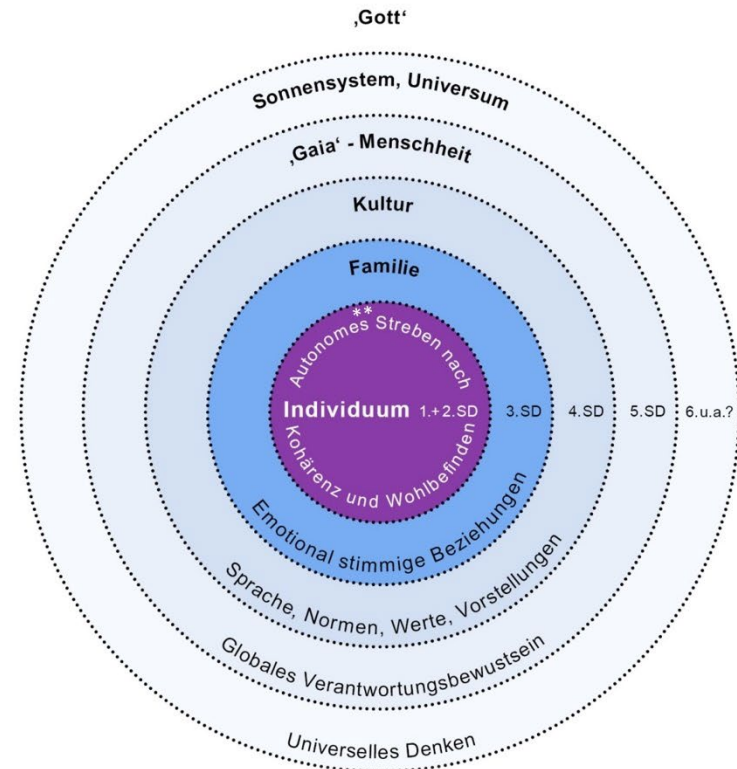 ‚Gott‘
Sonnensystem, Universum
‚Gaia‘ - Menschheit
Kultur
Familie
**
Autonomes Streben nach
Individuum 1.+2.SD 3.SD 4.SD 5.SD 6.u.a.?
Kohärenz und Wohlbefinden
Emotional stimmige Beziehungen
Sprache, Normen, Werte, Vorstellungen
Globales Verantwortungsbewustsein
Universelles Denken